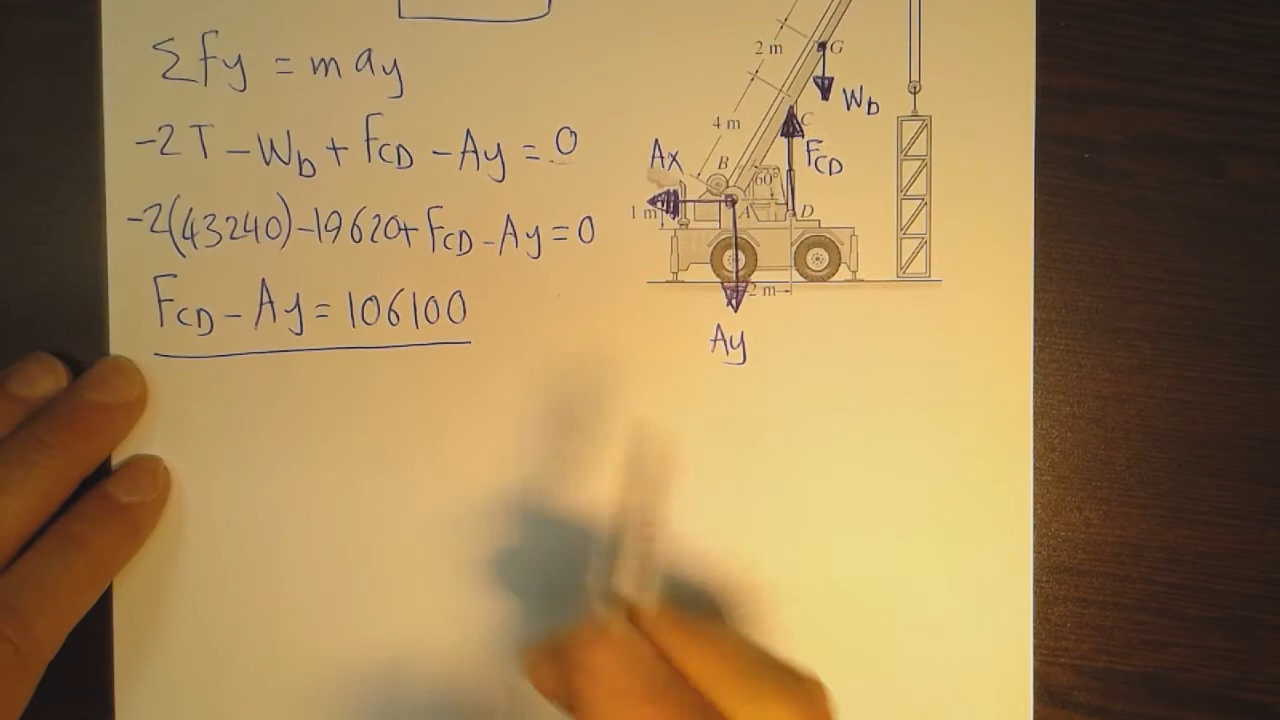 ΣFy = m ay
-2T - Wb + FCD - Ay = 0
-2(43240) - 19620 + FCD - Ay = 0
FCD - Ay = 106100
2 m
G
Wb
4 m
C
Ax
B
FCD
60°
1 m
A
D
2 m
Ay